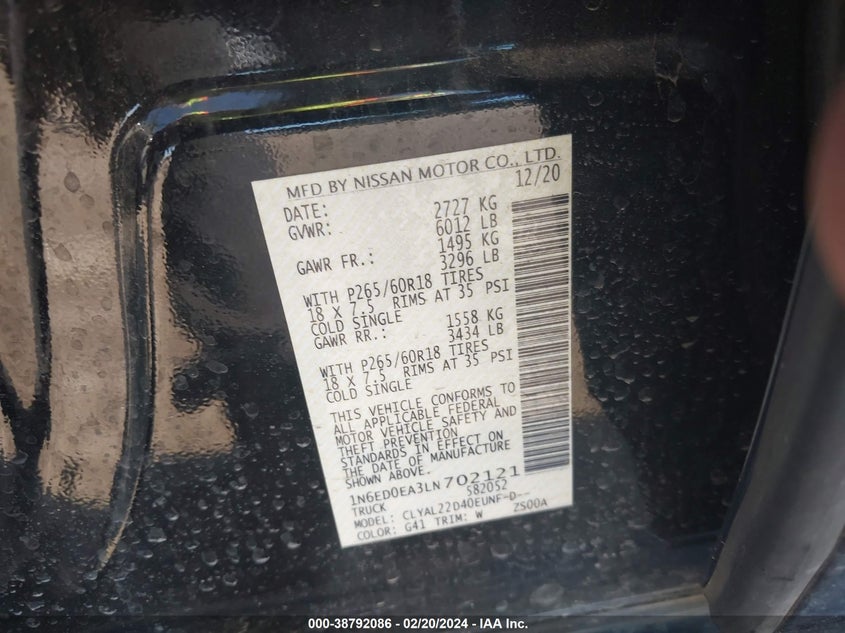 MFD BY NISSAN MOTOR CO., LTD.
DATE: 12/20
GVWR: 2727 KG
6012 LB
GAWR FR.: 1495 KG
3296 LB
WITH P265/60R18 TIRES
18 X 7.5 RIMS AT 35 PSI
COLD SINGLE
GAWR RR.: 1558 KG
3434 LB
WITH P265/60R18 TIRES
18 X 7.5 RIMS AT 35 PSI
COLD SINGLE
THIS VEHICLE CONFORMS TO
ALL APPLICABLE FEDERAL
MOTOR VEHICLE SAFETY AND
THEFT PREVENTION
STANDARDS IN EFFECT ON
THE DATE OF MANUFACTURE
SHOWN ABOVE.
1N6ED0EA3LN702121
TRUCK 582052
MODEL: CLYAL22D40EUNF-D--
COLOR: G41 TRIM: W ZS00A
000-38792086 - 02/20/2024 - IAA Inc.